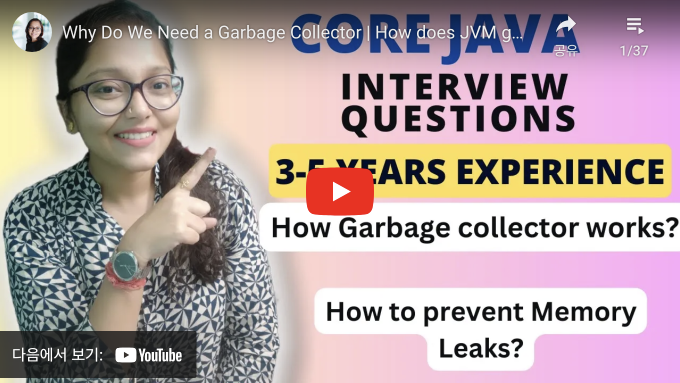 Why Do We Need a Garbage Collector | How does JVM g...
공유
1/37
CORE JAVA
INTERVIEW
QUESTIONS
3-5 YEARS EXPERIENCE
How Garbage collector works?
How to prevent Memory
Leaks?
다음에서 보기: YouTube